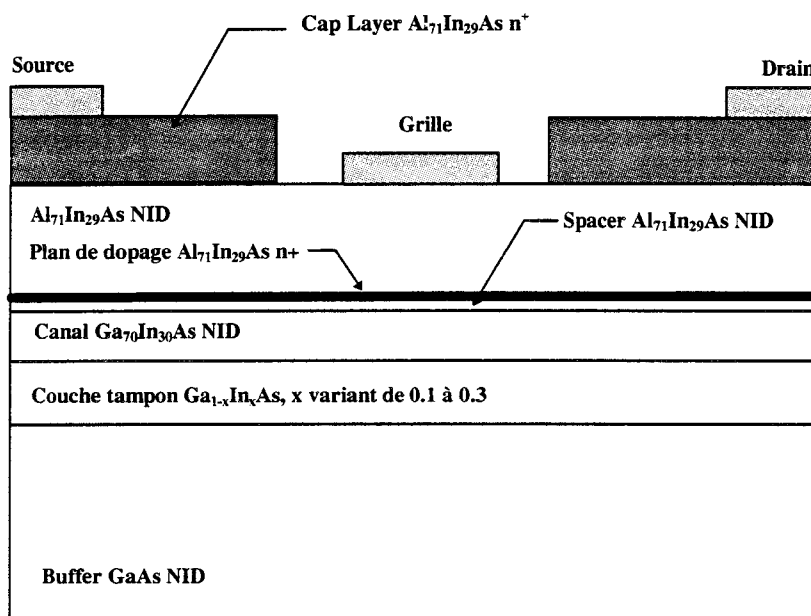 Cap Layer Al₇₁In₂₉As n⁺
Source
Drain
Grille
Al₇₁In₂₉As NID
Spacer Al₇₁In₂₉As NID
Plan de dopage Al₇₁In₂₉As n+
Canal Ga₇₀In₃₀As NID
Couche tampon Ga₁₋ₓInₓAs, x variant de 0.1 à 0.3
Buffer GaAs NID